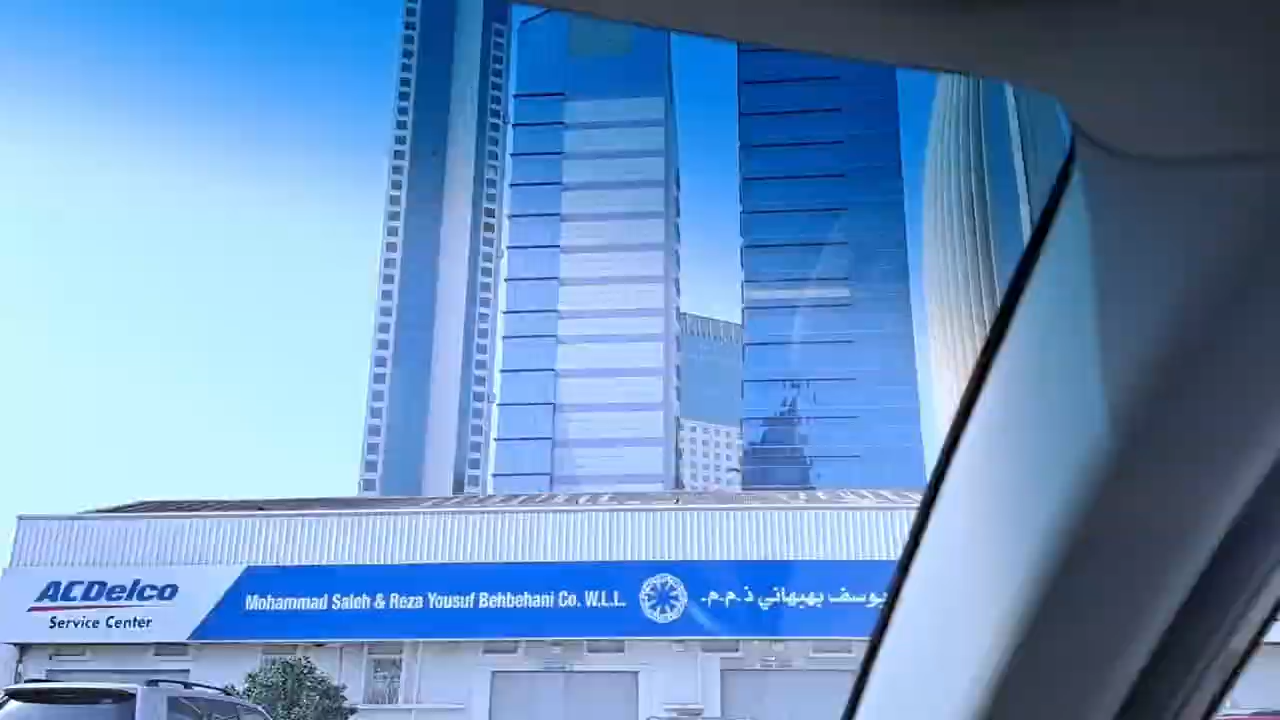 ACDelco
Service Center
Mohammad Saleh & Reza Yousuf Behbehani Co. W.L.L.
يوسف بهبهاني ذ.م.م.